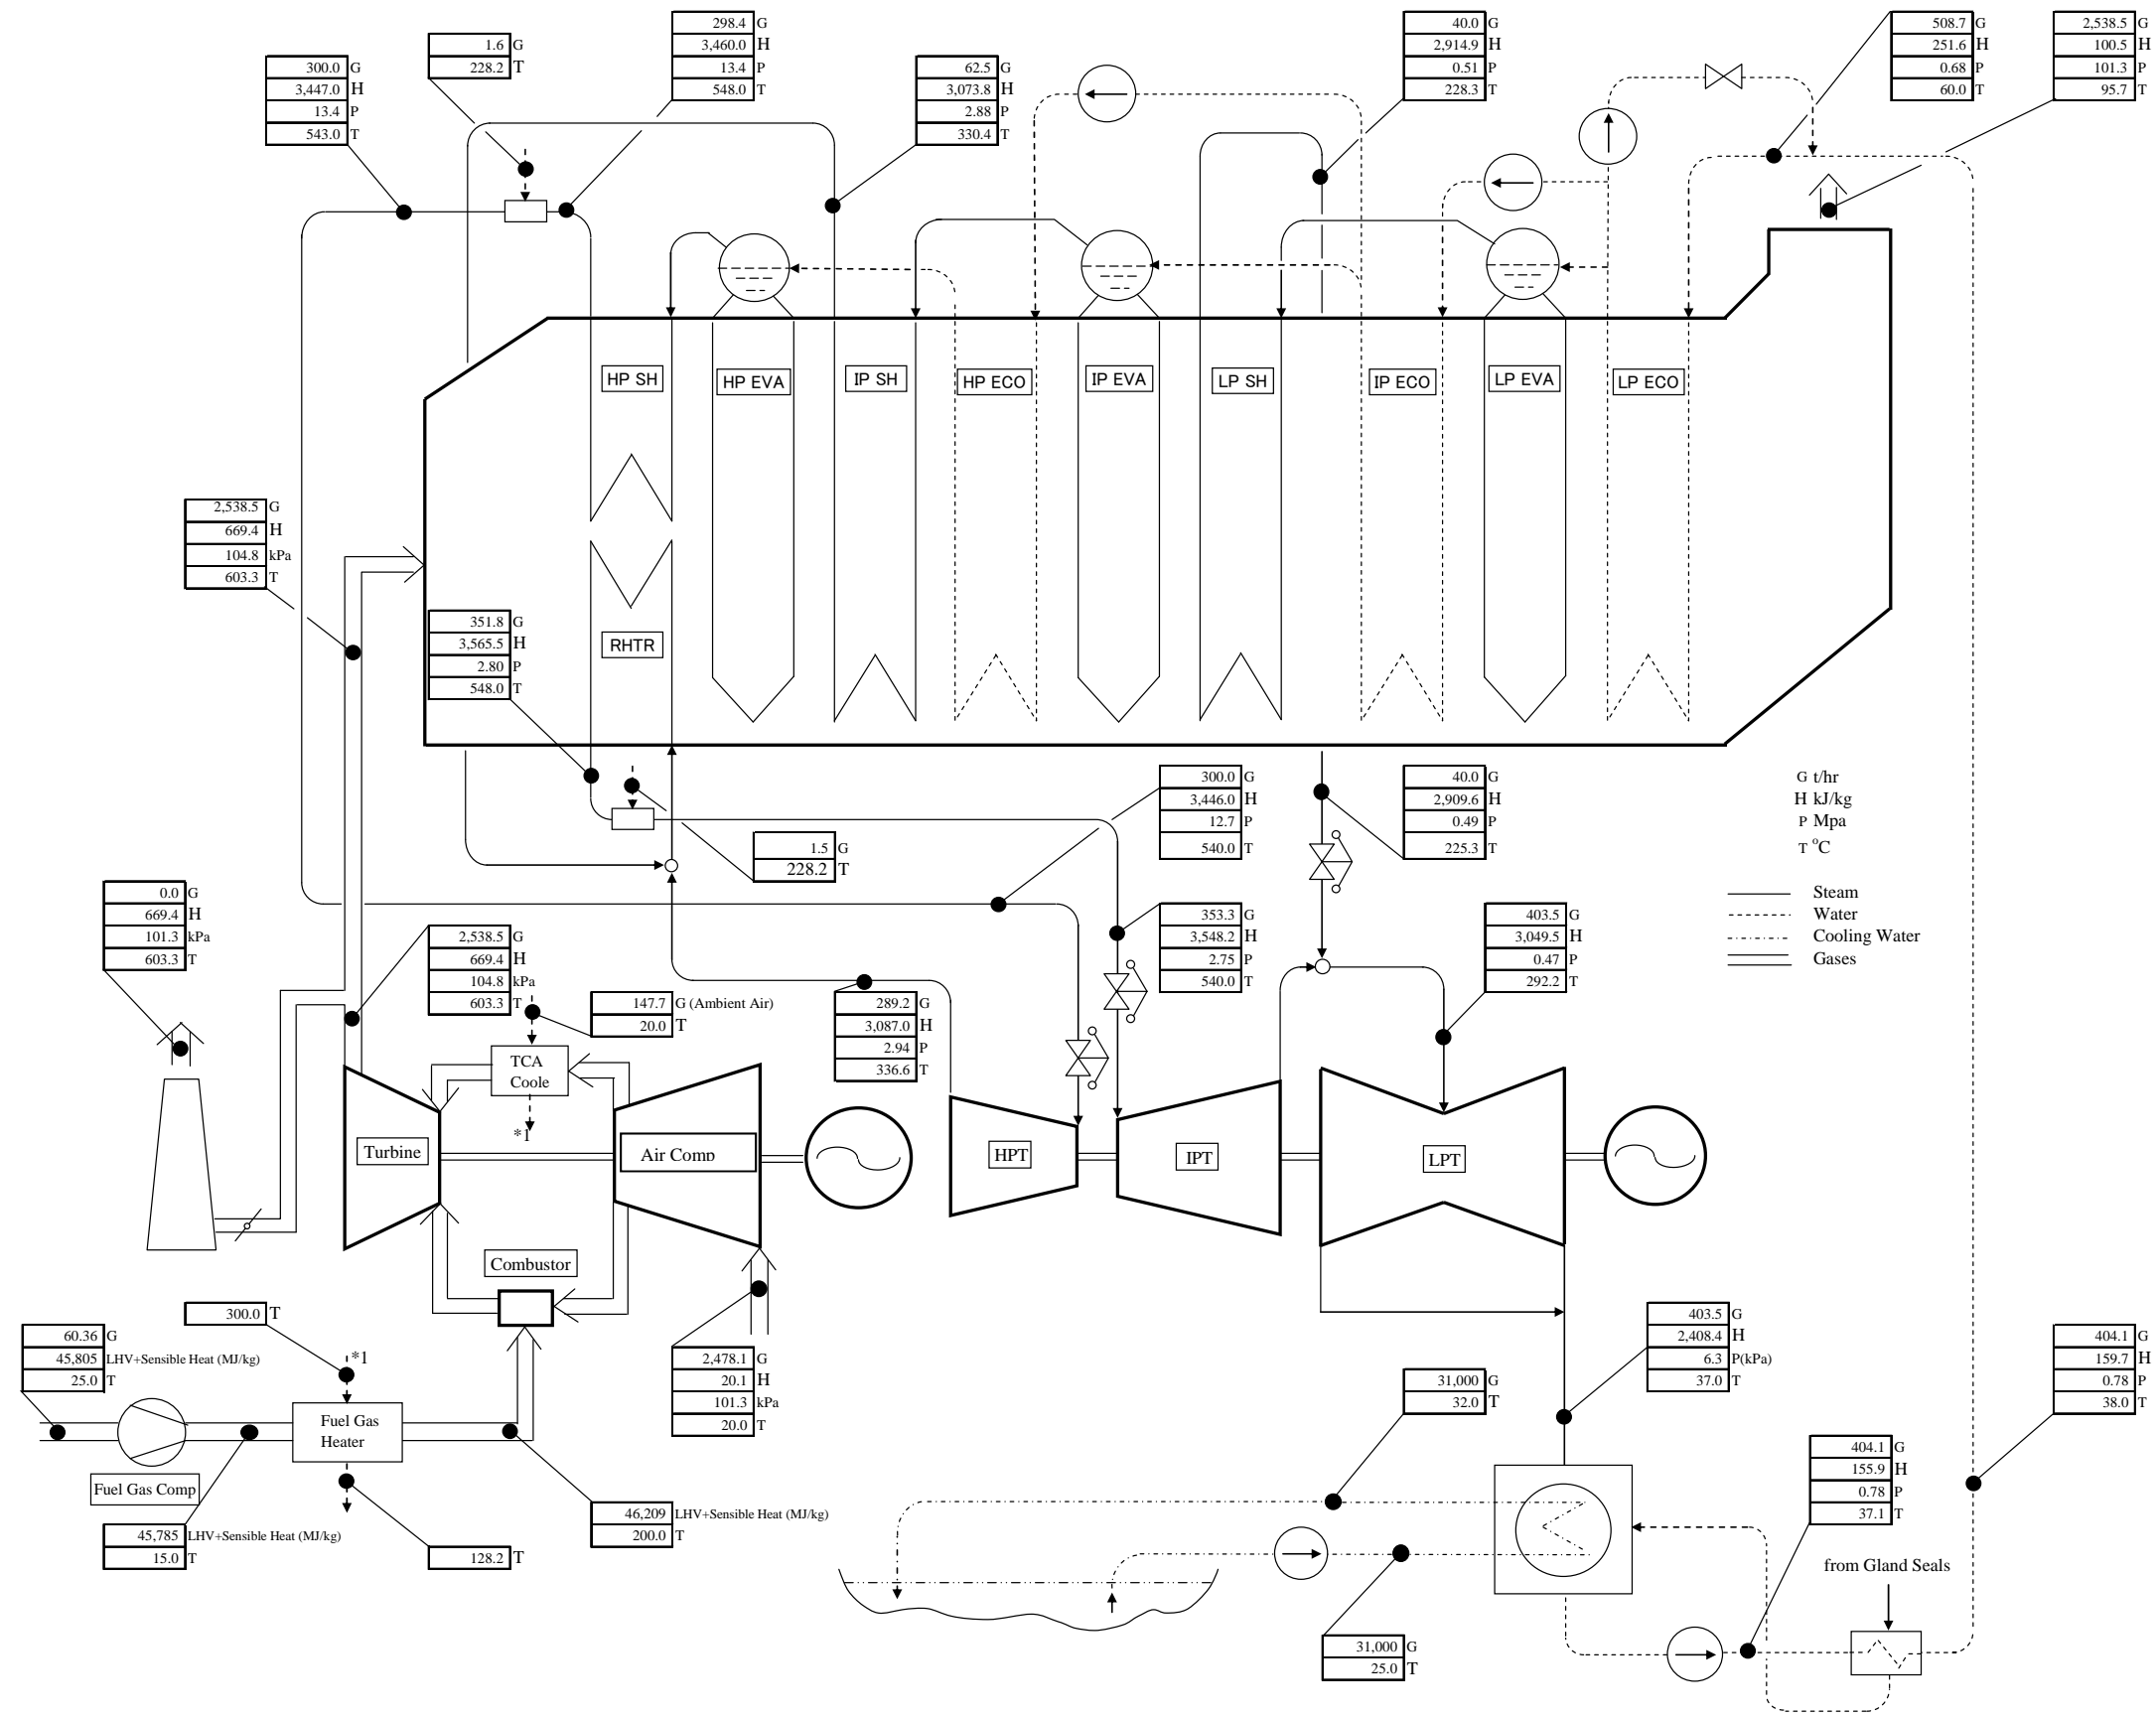 298.4 G
3,460.0 H
13.4 P
548.0 T
40.0 G
2,914.9 H
0.51 P
228.3 T
508.7 G
251.6 H
0.68 P
60.0 T
2,538.5 G
100.5 H
101.3 P
95.7 T
1.6 G
228.2 T
300.0 G
3,447.0 H
13.4 P
543.0 T
62.5 G
3,073.8 H
2.88 P
330.4 T
HP SH
HP EVA
IP SH
HP ECO
IP EVA
LP SH
IP ECO
LP EVA
LP ECO
2,538.5 G
669.4 H
104.8 kPa
603.3 T
351.8 G
3,565.5 H
2.80 P
548.0 T
RHTR
300.0 G
3,446.0 H
12.7 P
540.0 T
40.0 G
2,909.6 H
0.49 P
225.3 T
G t/hr
H kJ/kg
P Mpa
T °C
1.5 G
228.2 T
0.0 G
669.4 H
101.3 kPa
603.3 T
Steam
Water
Cooling Water
Gases
2,538.5 G
669.4 H
104.8 kPa
603.3 T
353.3 G
3,548.2 H
2.75 P
540.0 T
403.5 G
3,049.5 H
0.47 P
292.2 T
147.7 G (Ambient Air)
20.0 T
289.2 G
3,087.0 H
2.94 P
336.6 T
TCA
Coole
*1
Turbine
Air Comp
HPT
IPT
LPT
Combustor
300.0 T
60.36 G
45,805 LHV+Sensible Heat (MJ/kg)
25.0 T
*1
2,478.1 G
20.1 H
101.3 kPa
20.0 T
403.5 G
2,408.4 H
6.3 P(kPa)
37.0 T
404.1 G
159.7 H
0.78 P
38.0 T
31,000 G
32.0 T
Fuel Gas
Heater
Fuel Gas Comp
404.1 G
155.9 H
0.78 P
37.1 T
46,209 LHV+Sensible Heat (MJ/kg)
200.0 T
45,785 LHV+Sensible Heat (MJ/kg)
15.0 T
128.2 T
from Gland Seals
31,000 G
25.0 T